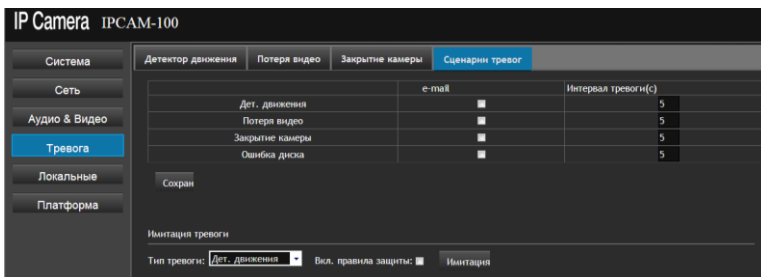 IP Camera IPCAM-100
Система
Сеть
Аудио & Видео
Тревога
Локальные
Платформа
Детектор движения Потеря видео Закрытие камеры Сценарии тревог
e-mail Интервал тревоги(с)
Дет. движения 5
Потеря видео 5
Закрытие камеры 5
Ошибка диска 5
Сохран
Имитация тревоги
Тип тревоги: Дет. движения Вкл. правила защиты: Имитация